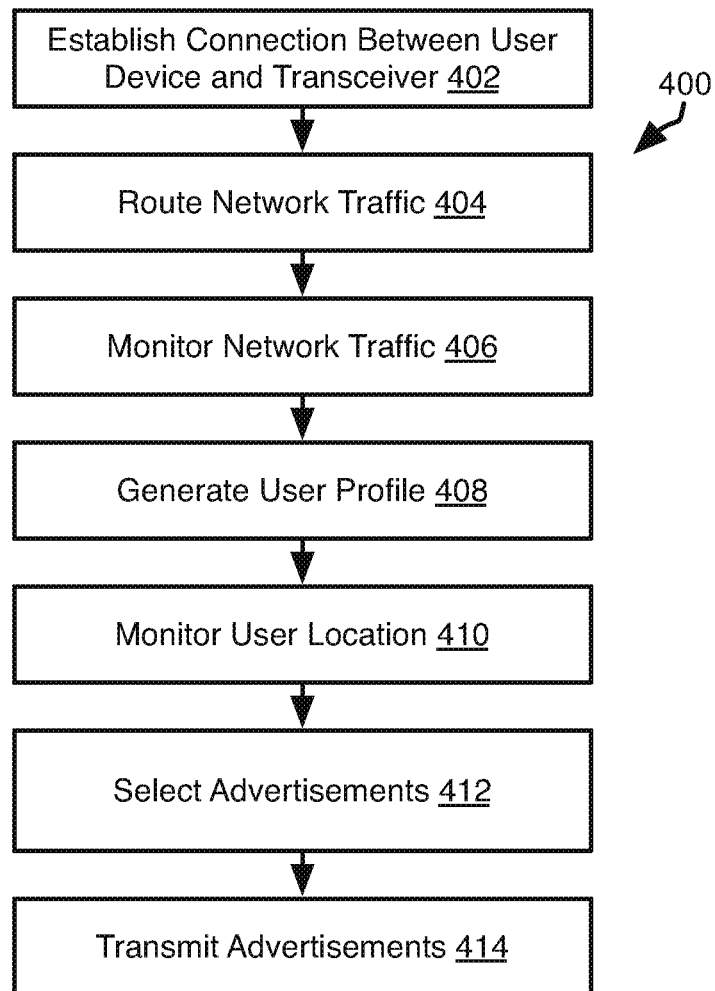 Establish Connection Between User
Device and Transceiver 402
400
Route Network Traffic 404
Monitor Network Traffic 406
Generate User Profile 408
Monitor User Location 410
Select Advertisements 412
Transmit Advertisements 414